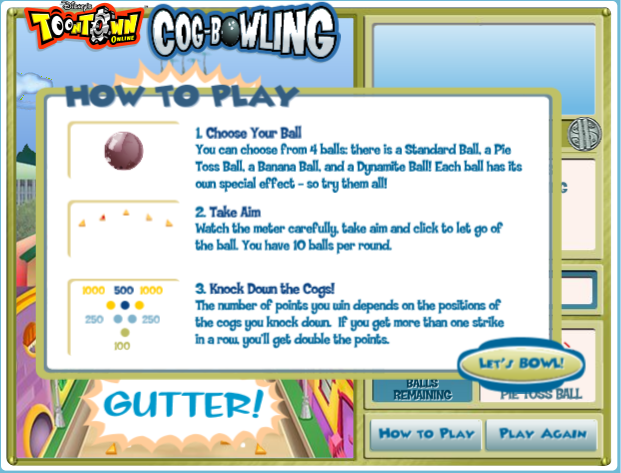 Disney's
TOONTOWN
ONLINE
COG-BOWLING
HOW TO PLAY
1. Choose Your Ball
You can choose from 4 balls: there is a Standard Ball, a Pie
Toss Ball, a Banana Ball, and a Dynamite Ball! Each ball has its
own special effect - so try them all!
2. Take Aim
Watch the meter carefully, take aim and click to let go of
the ball. You have 10 balls per round.
1000 500 1000
250 250
100
3. Knock Down the Cogs!
The number of points you win depends on the positions of
the cogs you knock down. If you get more than one strike
in a row, you'll get double the points.
LET'S BOWL!
GUTTER!
BALLS
REMAINING
PIE TOSS BALL
HOW TO PLAY
PLAY AGAIN